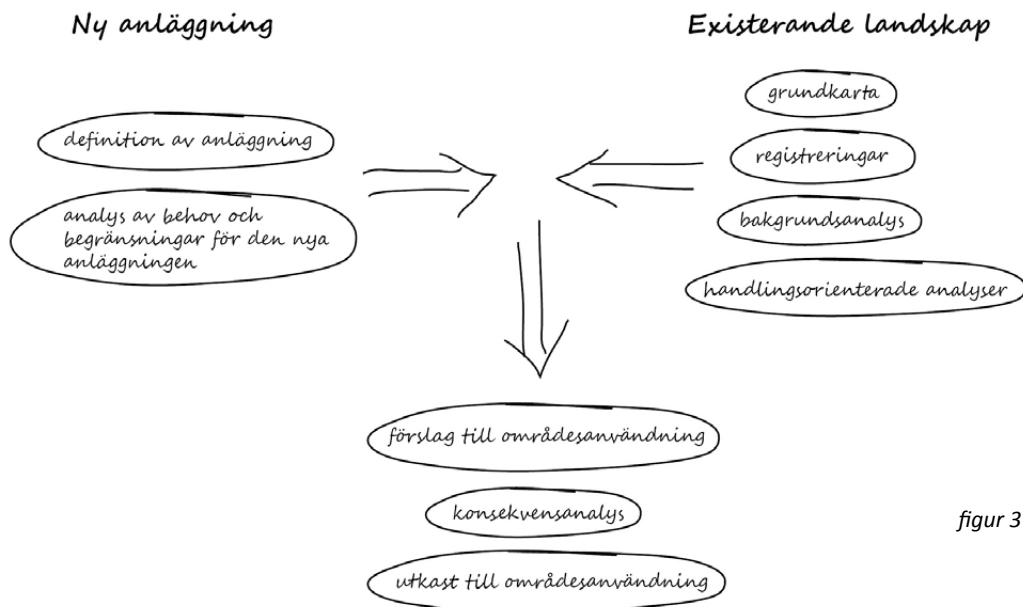 Ny anläggning
definition av anläggning
analys av behov och
begränsningar för den nya
anläggningen
Existerande landskap
grundkarta
registreringar
bakgrundsanalys
handlingsorienterade analyser
förslag till områdesanvändning
konsekvensanalys
utkast till områdesanvändning
figur 3